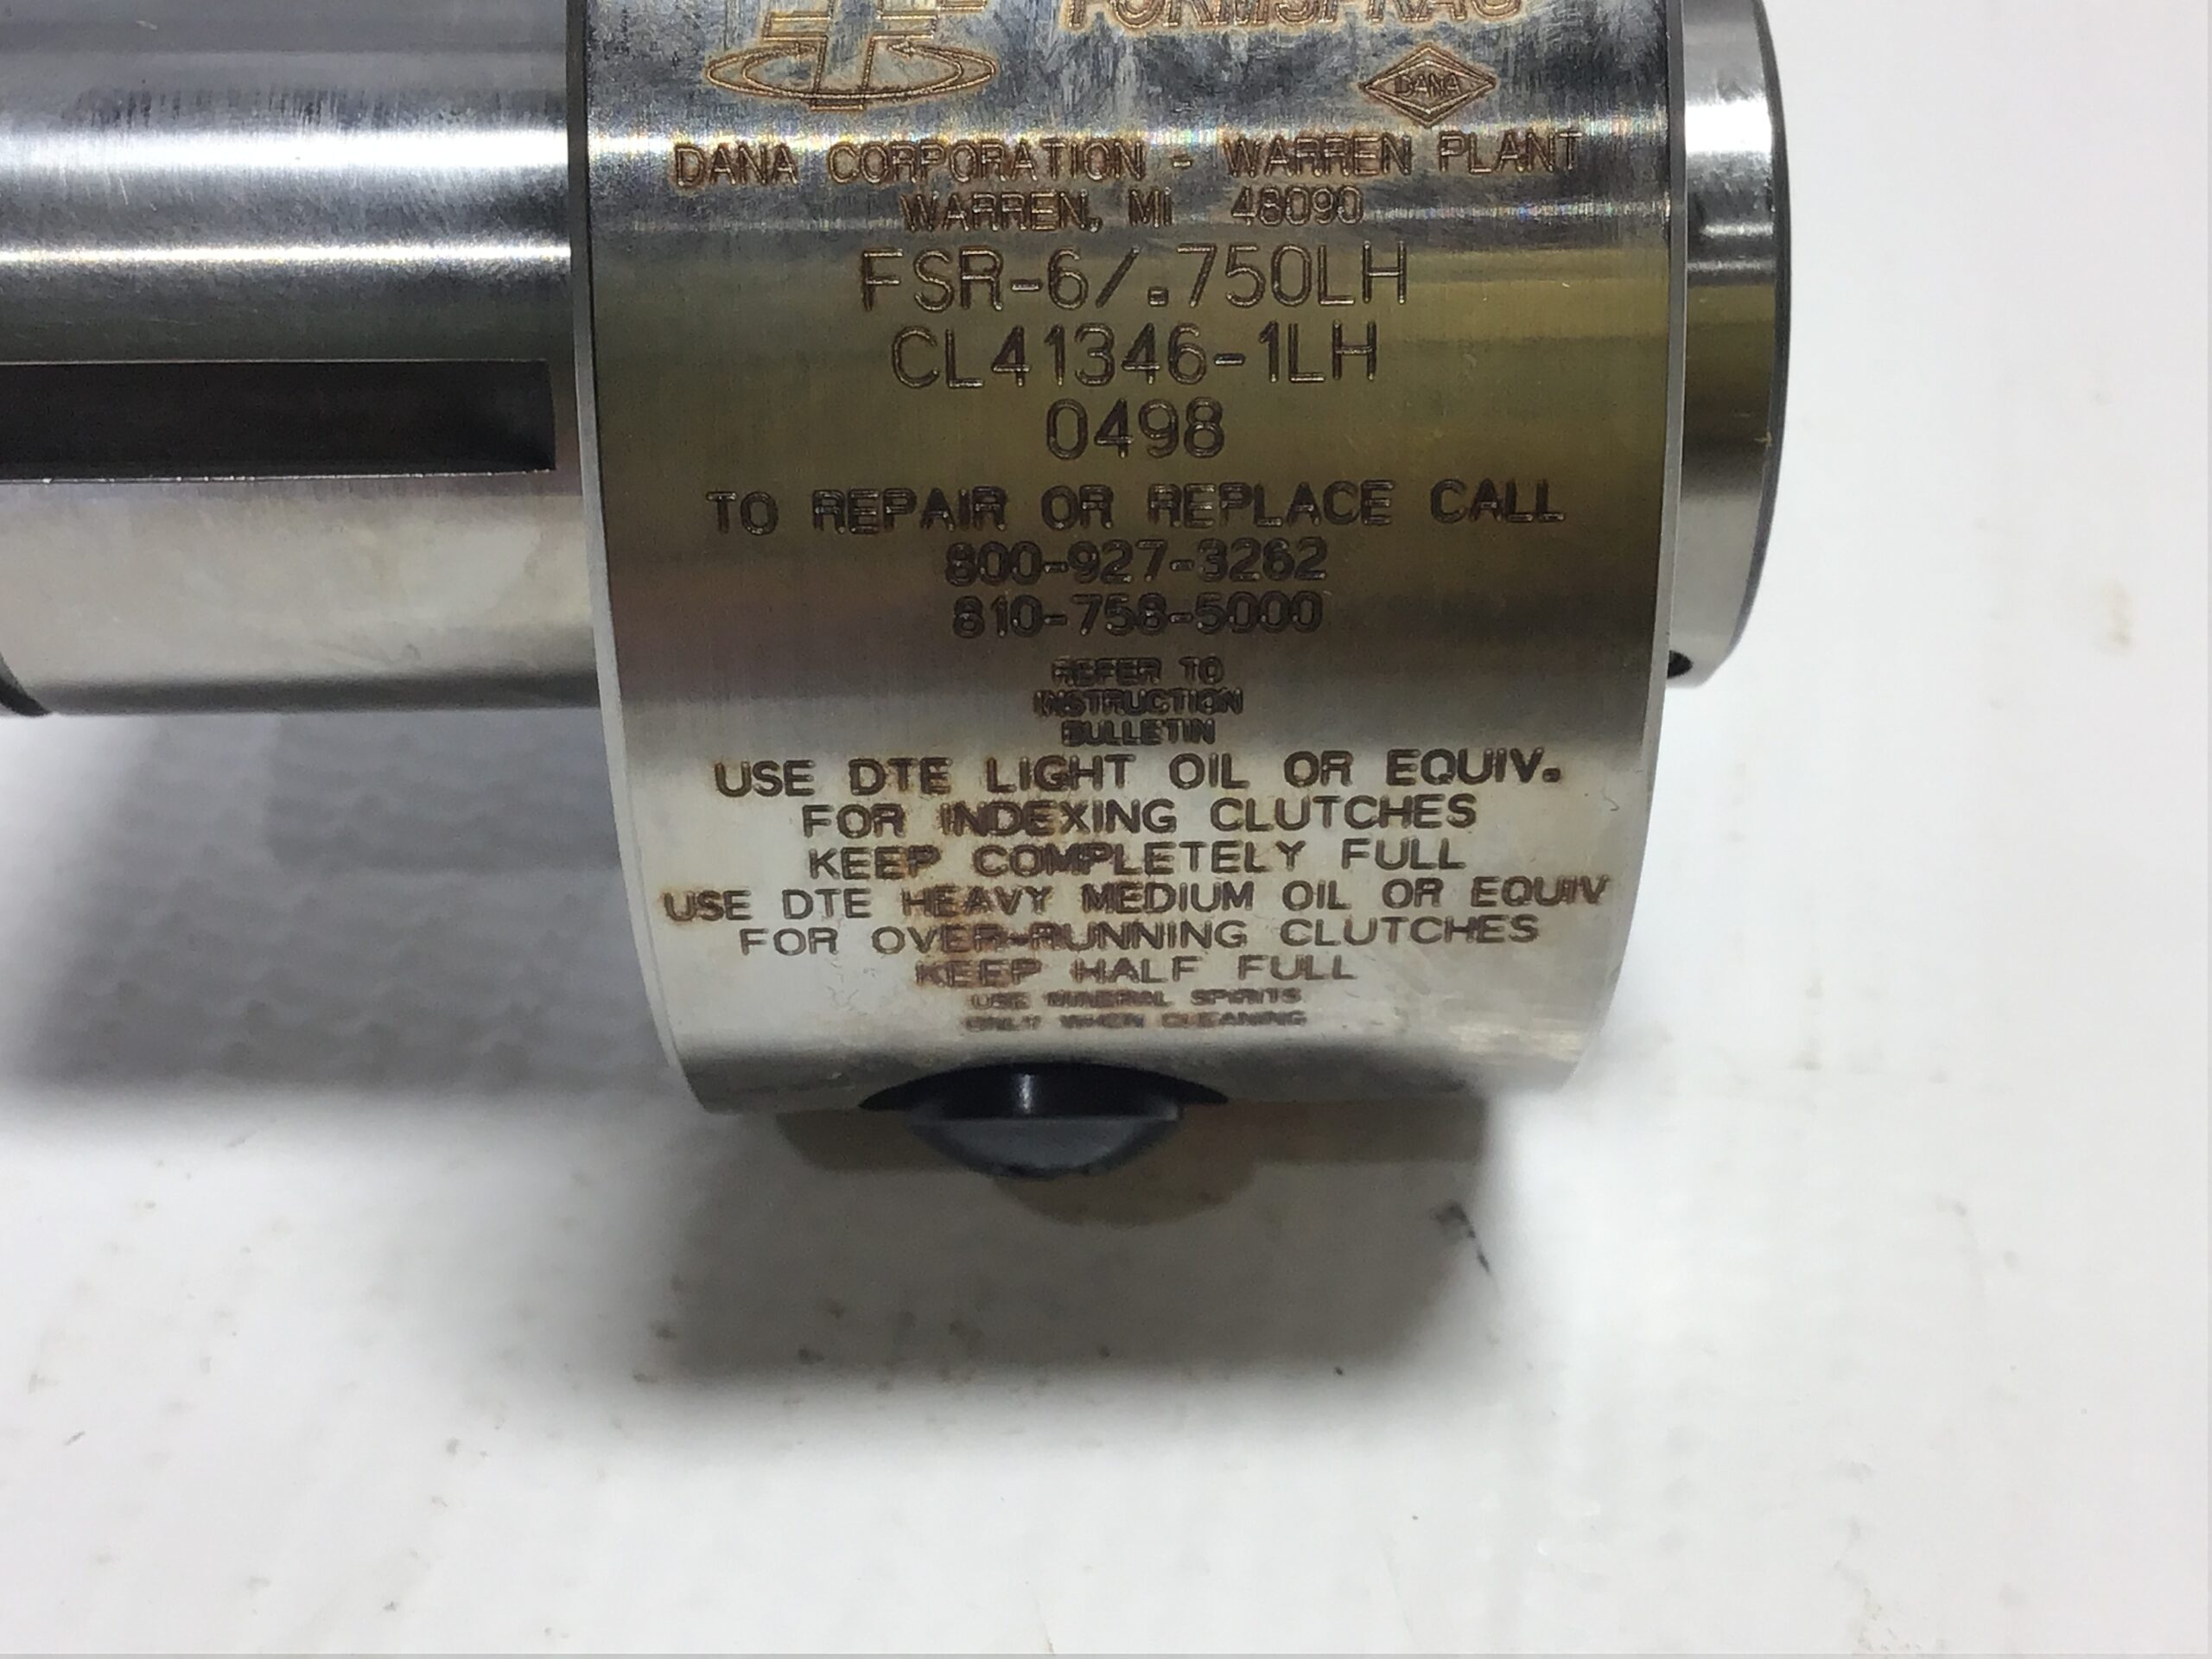 FORMSPRAG
DANA
DANA CORPORATION - WARREN PLANT
WARREN, MI 48090
FSR-6/.750LH
CL41346-1LH
0498
TO REPAIR OR REPLACE CALL
800-927-3262
810-758-5000
REFER TO
INSTRUCTION
BULLETIN
USE DTE LIGHT OIL OR EQUIV.
FOR INDEXING CLUTCHES
KEEP COMPLETELY FULL
USE DTE HEAVY MEDIUM OIL OR EQUIV
FOR OVER-RUNNING CLUTCHES
KEEP HALF FULL
USE MINERAL SPIRITS
ONLY WHEN CLEANING